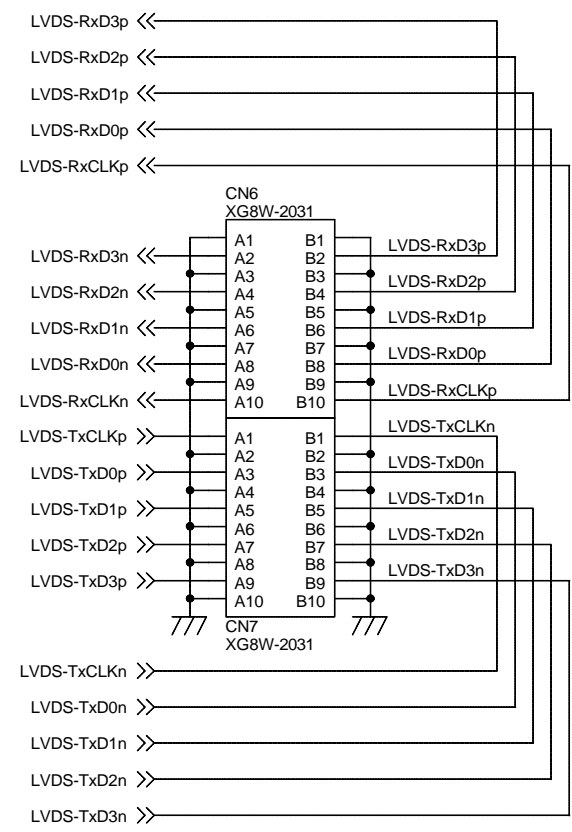 LVDS-RxD3p
LVDS-RxD2p
LVDS-RxD1p
LVDS-RxD0p
LVDS-RxCLKp
CN6
XG8W-2031
A1 B1
LVDS-RxD3n A2 B2 LVDS-RxD3p
A3 B3
LVDS-RxD2n A4 B4 LVDS-RxD2p
A5 B5
LVDS-RxD1n A6 B6 LVDS-RxD1p
A7 B7
LVDS-RxD0n A8 B8 LVDS-RxD0p
A9 B9
LVDS-RxCLKn A10 B10 LVDS-RxCLKp
LVDS-TxCLKp A1 B1 LVDS-TxCLKn
A2 B2
LVDS-TxD0p A3 B3 LVDS-TxD0n
A4 B4
LVDS-TxD1p A5 B5 LVDS-TxD1n
A6 B6
LVDS-TxD2p A7 B7 LVDS-TxD2n
A8 B8
LVDS-TxD3p A9 B9 LVDS-TxD3n
A10 B10
CN7
XG8W-2031
LVDS-TxCLKn
LVDS-TxD0n
LVDS-TxD1n
LVDS-TxD2n
LVDS-TxD3n